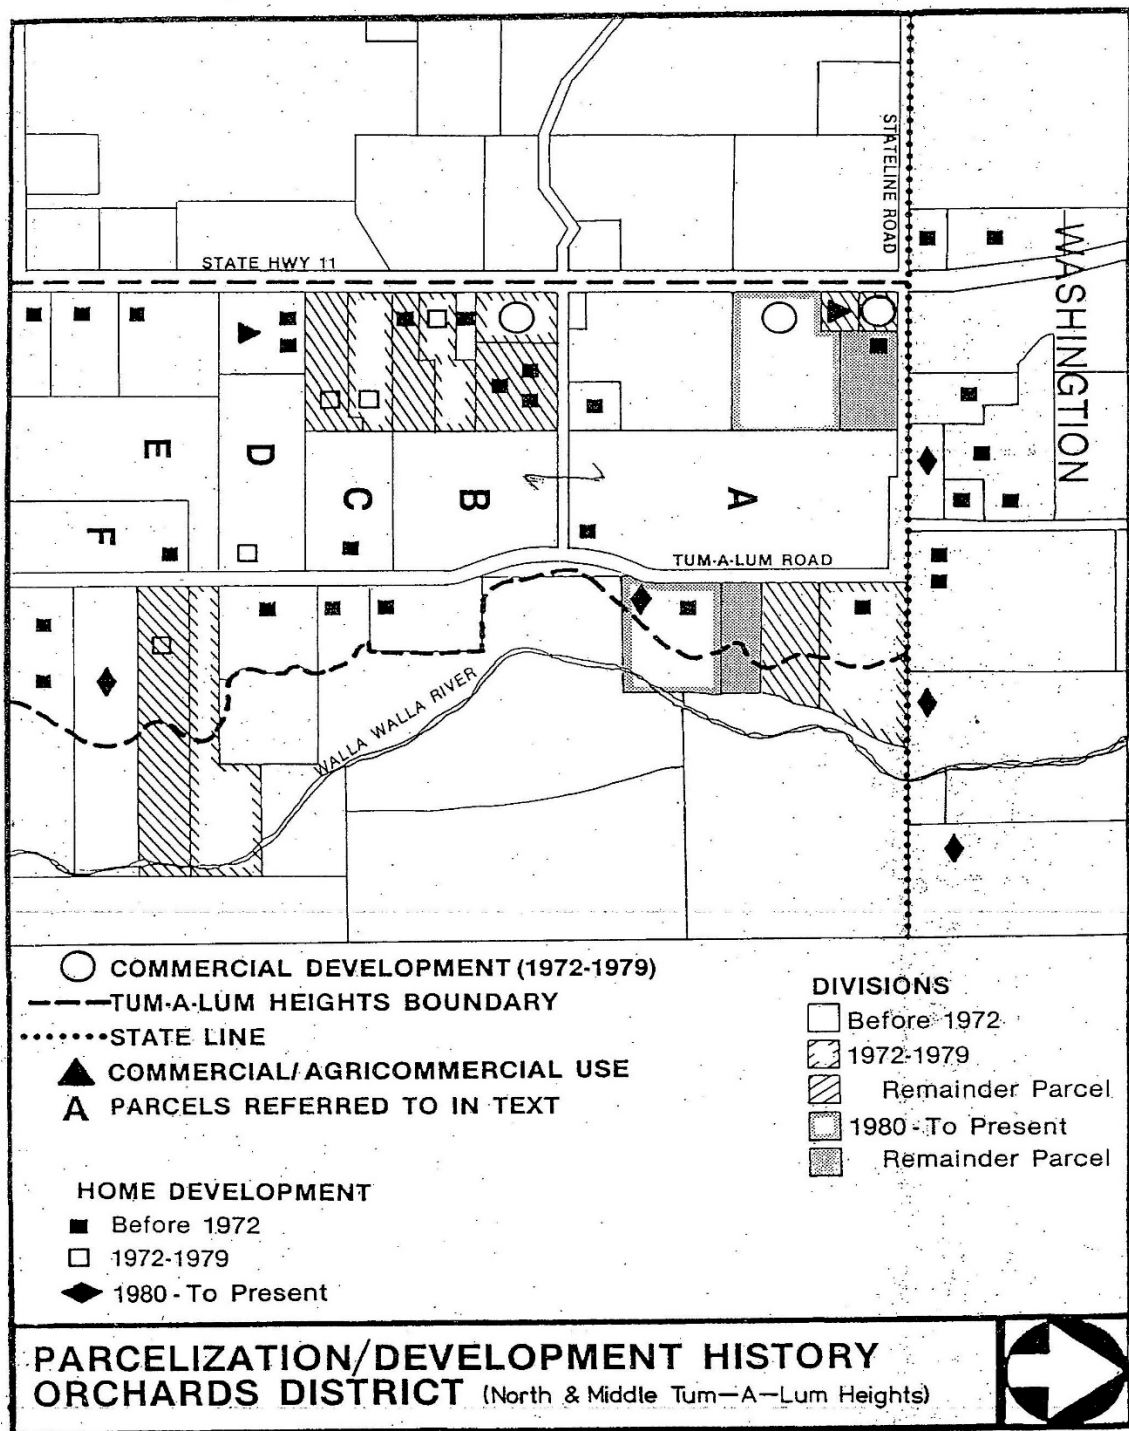 STATELINE ROAD
WASHINGTION
STATE HWY 11
E
D
C
B
A
F
TUM-A-LUM ROAD
WALLA WALLA RIVER
COMMERCIAL DEVELOPMENT (1972-1979)
TUM-A-LUM HEIGHTS BOUNDARY
STATE LINE
COMMERCIAL/AGRICOMMERCIAL USE
A PARCELS REFERRED TO IN TEXT
DIVISIONS
Before 1972
1972-1979
Remainder Parcel
1980 - To Present
Remainder Parcel
HOME DEVELOPMENT
Before 1972
1972-1979
1980 - To Present
PARCELIZATION/DEVELOPMENT HISTORY
ORCHARDS DISTRICT (North & Middle Tum-A-Lum Heights)